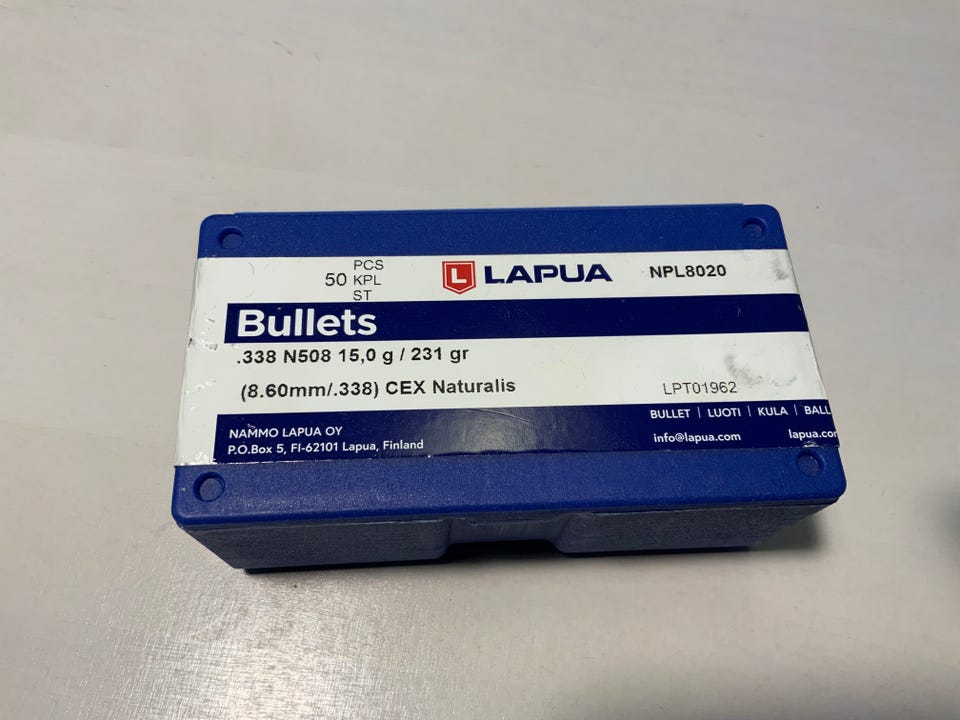 50 PCS
KPL
ST
LAPUA
NPL8020
Bullets
.338 N508 15,0 g / 231 gr
(8.60mm/.338) CEX Naturalis
LPT01962
BULLET | LUOTI | KULA | BALL
NAMMO LAPUA OY
P.O.Box 5, FI-62101 Lapua, Finland
info@lapua.com
lapua.com